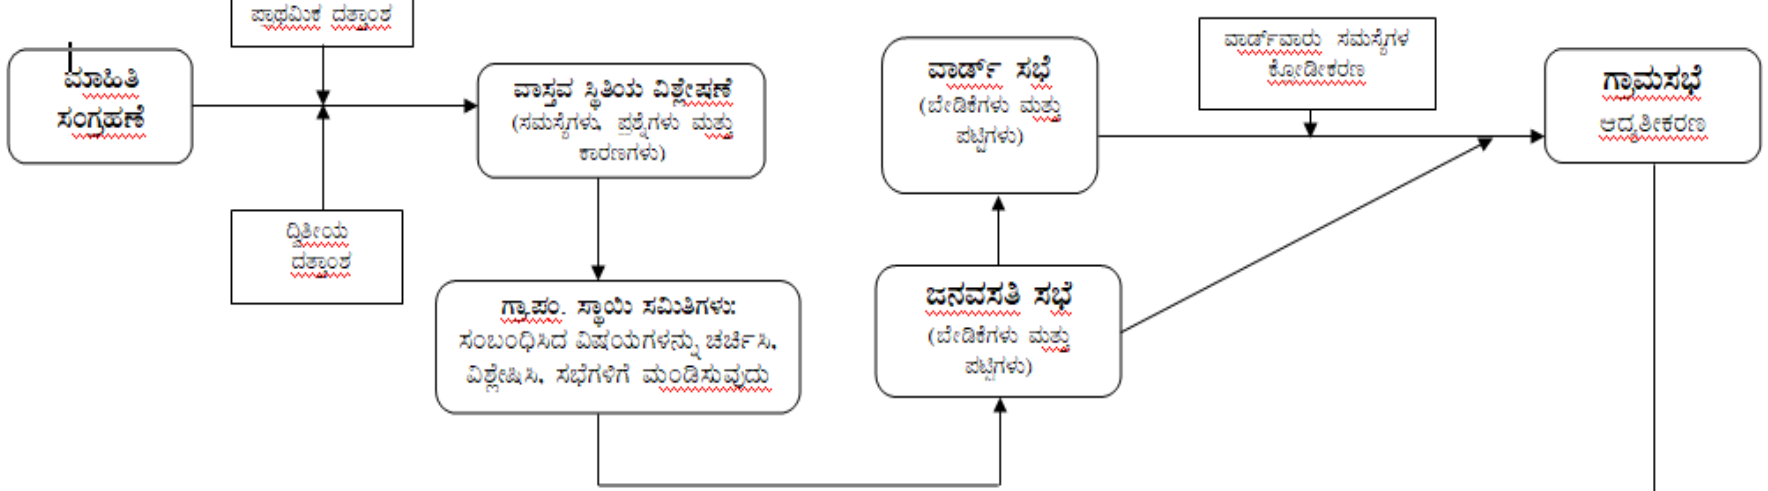 ಪ್ರಾಥಮಿಕ ದತ್ತಾಂಶ
ಮಾಹಿತಿ
ಸಂಗ್ರಹಣೆ
ದ್ವಿತೀಯ
ದತ್ತಾಂಶ
ವಾಸ್ತವ ಸ್ಥಿತಿಯ ವಿಶ್ಲೇಷಣೆ
(ಸಮಸ್ಯೆಗಳು, ಪ್ರಶ್ನೆಗಳು ಮತ್ತು
ಕಾರಣಗಳು)
ಗ್ರಾ.ಪಂ. ಸ್ಥಾಯಿ ಸಮಿತಿಗಳು:
ಸಂಬಂಧಿಸಿದ ವಿಷಯಗಳನ್ನು ಚರ್ಚಿಸಿ,
ವಿಶ್ಲೇಷಿಸಿ, ಸಭೆಗಳಿಗೆ ಮಂಡಿಸುವುದು
ವಾರ್ಡ್ ಸಭೆ
(ಬೇಡಿಕೆಗಳು ಮತ್ತು
ಪಟ್ಟಿಗಳು)
ಜನವಸತಿ ಸಭೆ
(ಬೇಡಿಕೆಗಳು ಮತ್ತು
ಪಟ್ಟಿಗಳು)
ವಾರ್ಡ್‌ವಾರು ಸಮಸ್ಯೆಗಳ
ಕ್ರೋಡೀಕರಣ
ಗ್ರಾಮಸಭೆ
ಆದ್ಯತೀಕರಣ